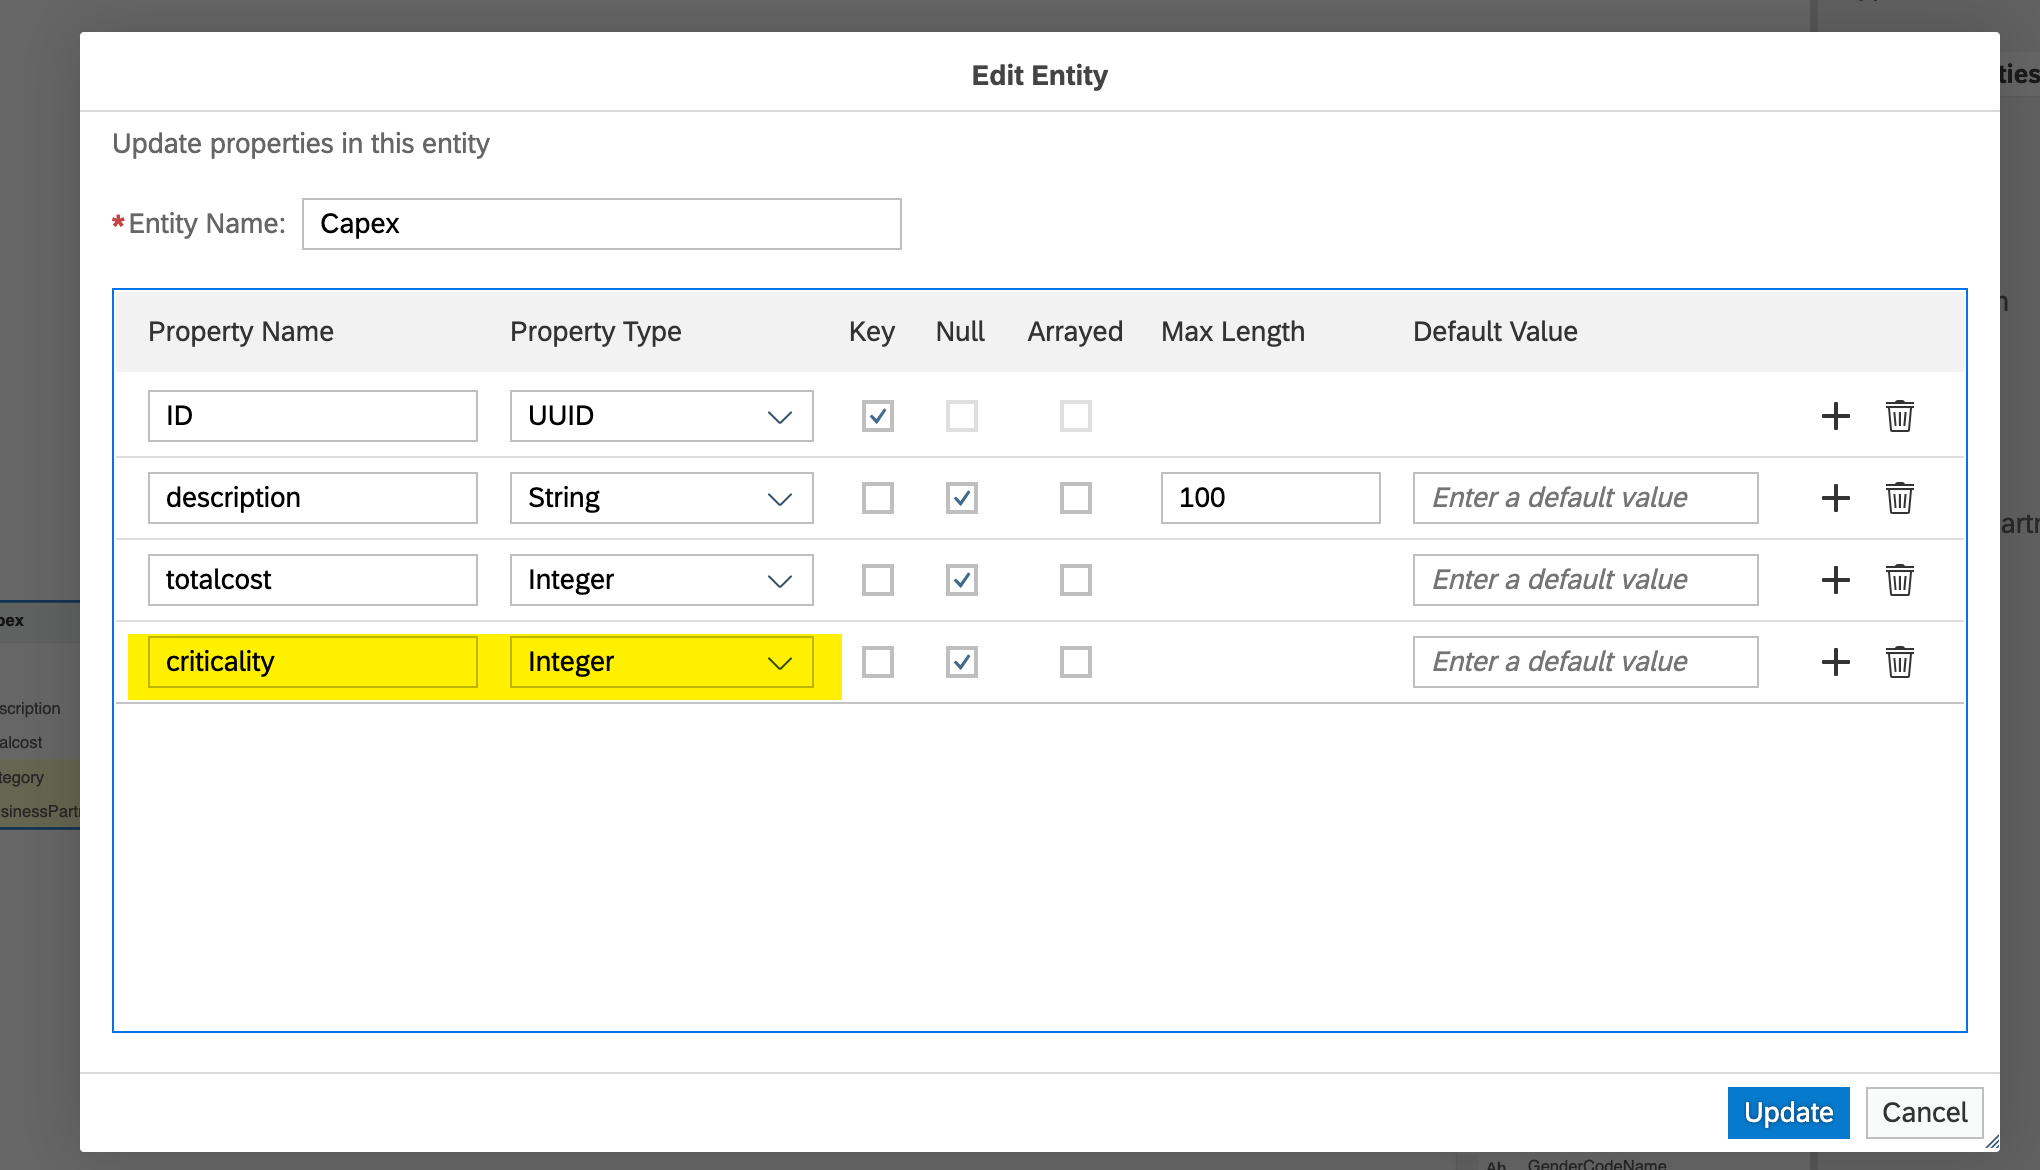 Edit Entity
ties
Update properties in this entity
*Entity Name: Capex
Property Name Property Type Key Null Arrayed Max Length Default Value
ID UUID
description String 100 Enter a default value
totalcost Integer Enter a default value
criticality Integer Enter a default value
pex
scription
alcost
tegory
sinessPartn
artn
Update Cancel
Ab GenderCodeName